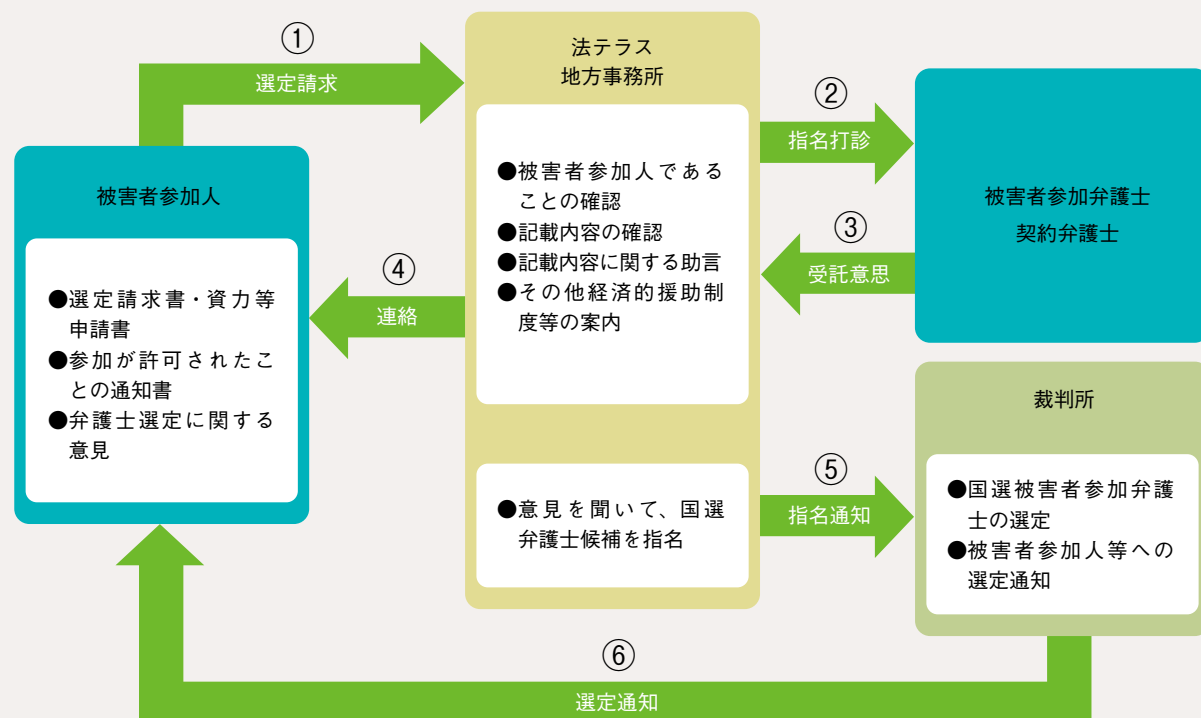 ①
選定請求
被害者参加人
●選定請求書・資力等
申請書
●参加が許可されたこ
との通知書
●弁護士選定に関する
意見
法テラス
地方事務所
●被害者参加人である
ことの確認
●記載内容の確認
●記載内容に関する助言
●その他経済的援助制
度等の案内
●意見を聞いて、国選
弁護士候補を指名
②
指名打診
③
受託意思
④
連絡
被害者参加弁護士
契約弁護士
⑤
指名通知
裁判所
●国選被害者参加弁護
士の選定
●被害者参加人等への
選定通知
⑥
選定通知